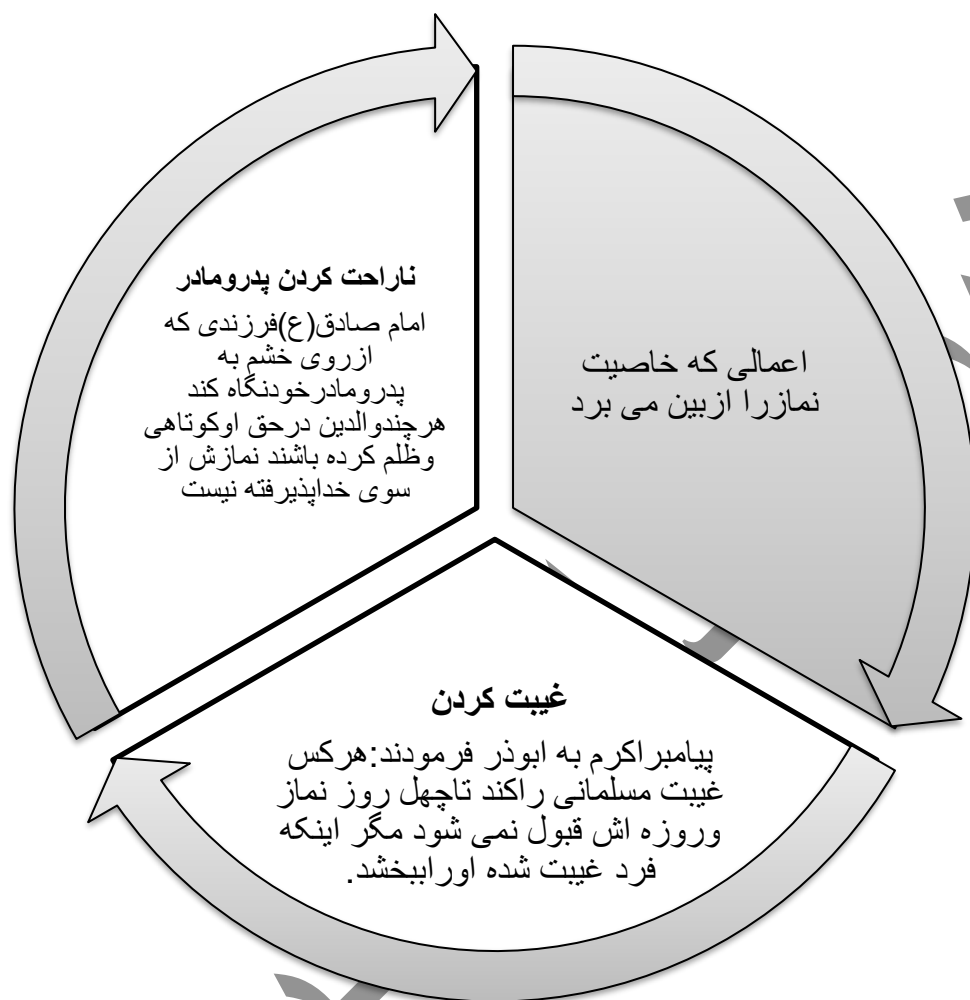 اعمالی که خاصیت
نمازرا ازبین می برد
غیبت کردن
پیامبراکرم به ابوذر فرمودند:هرکس
غیبت مسلمانی راکند تاچهل روز نماز
وروزه اش قبول نمی شود مگر اینکه
فرد غیبت شده اوراببخشد.
ناراحت کردن پدرومادر
امام صادق(ع)فرزندی که
ازروی خشم به
پدرومادرخودنگاه کند
هرچندوالدین درحق اوکوتاهی
وظلم کرده باشند نمازش از
سوی خداپذیرفته نیست